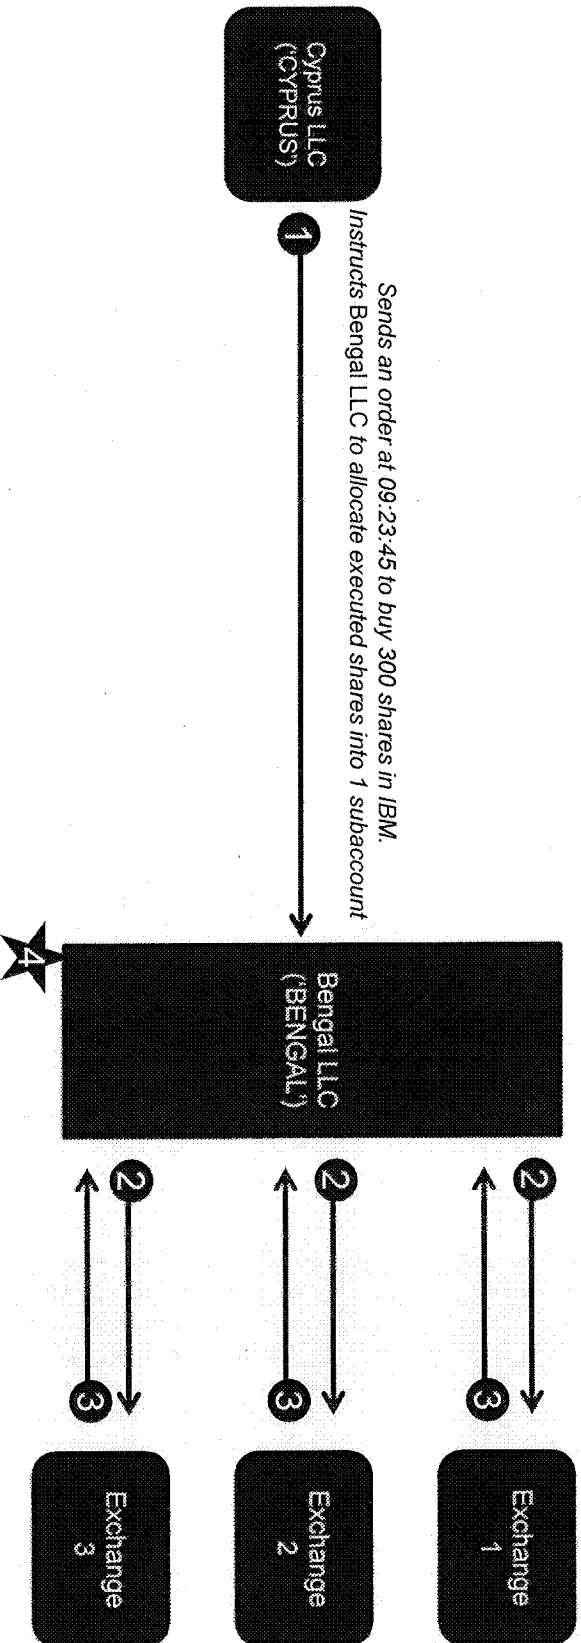 Cyprus LLC
('CYPRUS')
1
Sends an order at 09:23:45 to buy 300 shares in IBM.
Instructs Bengal LLC to allocate executed shares into 1 subaccount
Bengal LLC
('BENGAL')
4
2
3
Exchange
1
2
3
Exchange
2
2
3
Exchange
3